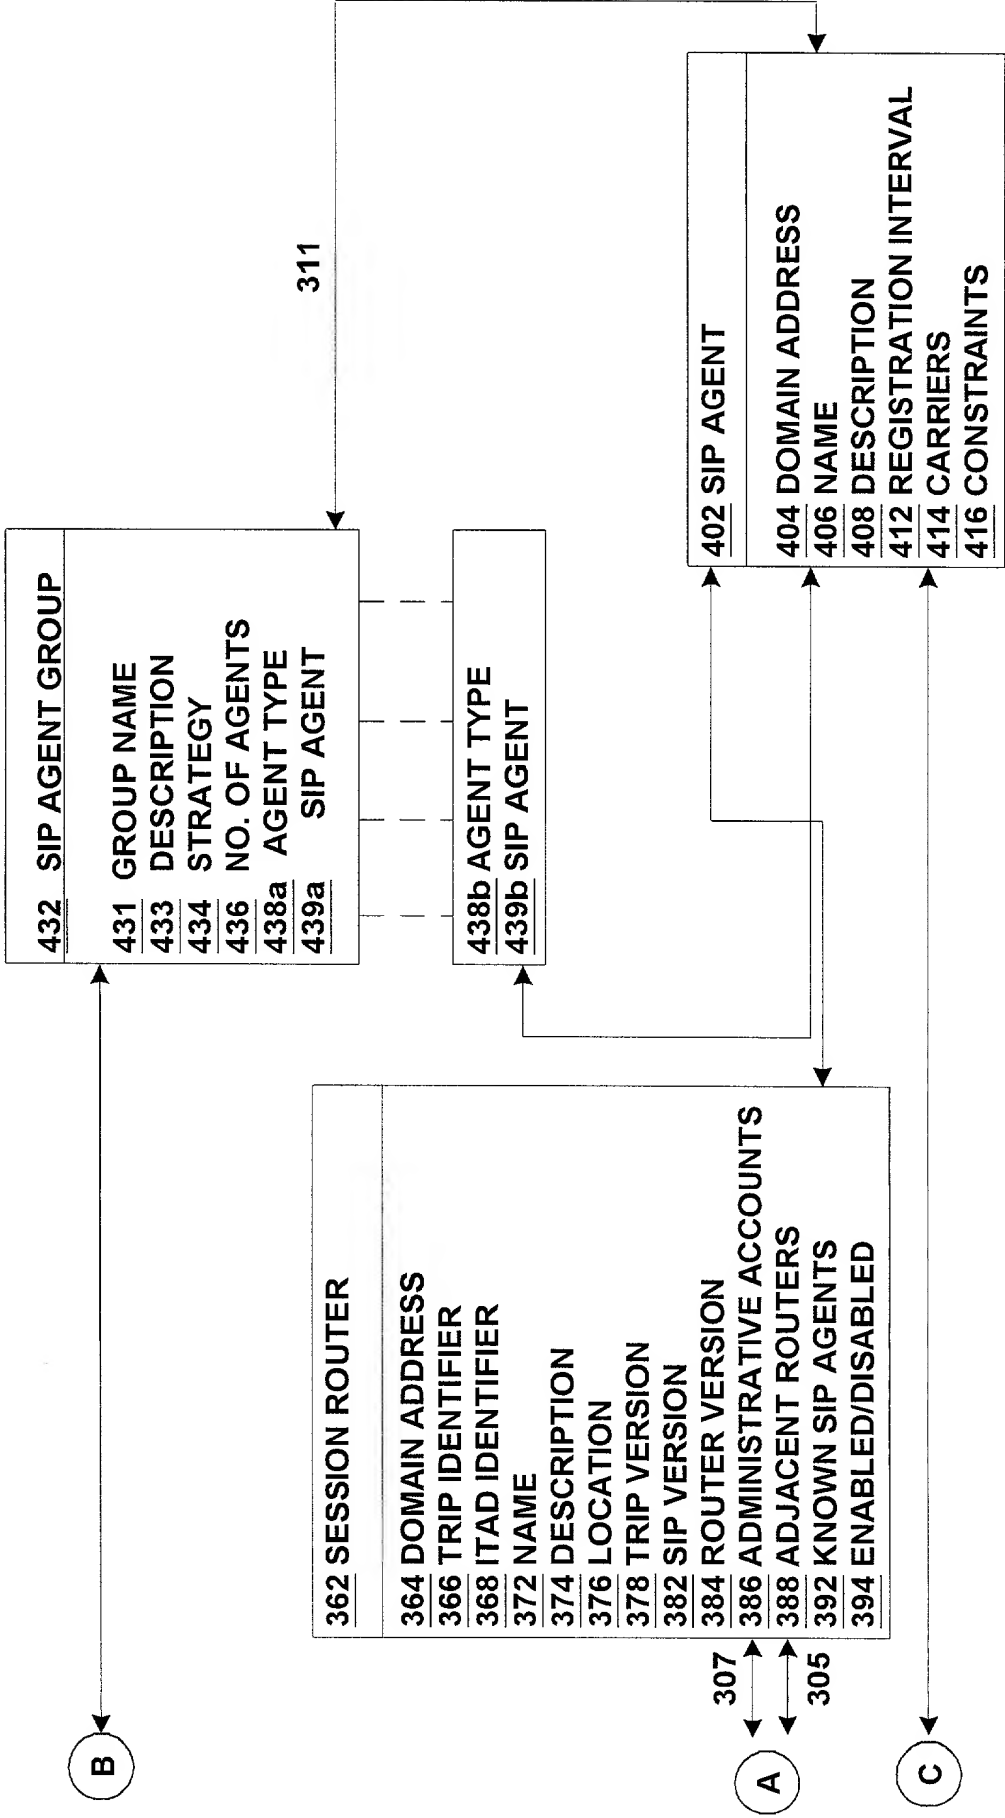 B
432 SIP AGENT GROUP
431 GROUP NAME
433 DESCRIPTION
434 STRATEGY
436 NO. OF AGENTS
438a AGENT TYPE
439a SIP AGENT
438b AGENT TYPE
439b SIP AGENT
311
362 SESSION ROUTER
364 DOMAIN ADDRESS
366 TRIP IDENTIFIER
368 ITAD IDENTIFIER
372 NAME
374 DESCRIPTION
376 LOCATION
378 TRIP VERSION
382 SIP VERSION
384 ROUTER VERSION
386 ADMINISTRATIVE ACCOUNTS
388 ADJACENT ROUTERS
392 KNOWN SIP AGENTS
394 ENABLED/DISABLED
307
305
A
402 SIP AGENT
404 DOMAIN ADDRESS
406 NAME
408 DESCRIPTION
412 REGISTRATION INTERVAL
414 CARRIERS
416 CONSTRAINTS
C